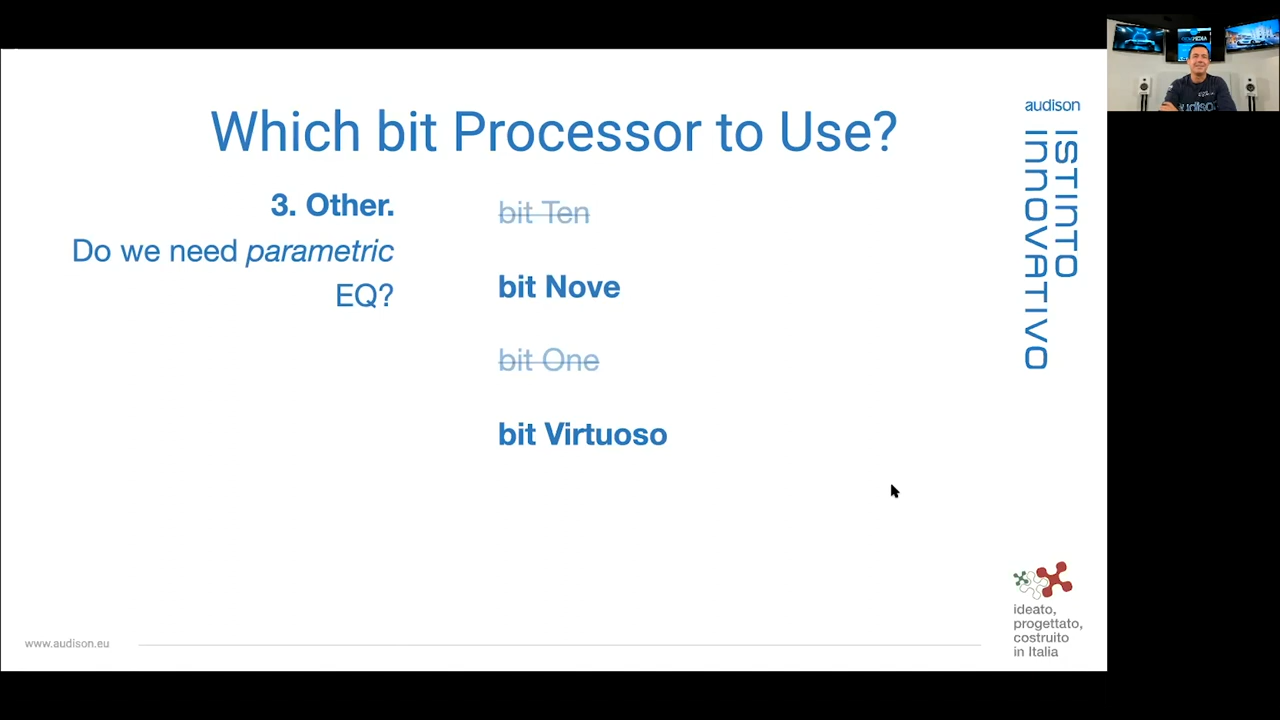 Which bit Processor to Use?
3. Other.
Do we need parametric
EQ?
bit Ten
bit Nove
bit One
bit Virtuoso
audison
ISTINTO
INNOVATIVO
ideato,
progettato,
costruito
in Italia
www.audison.eu
audison